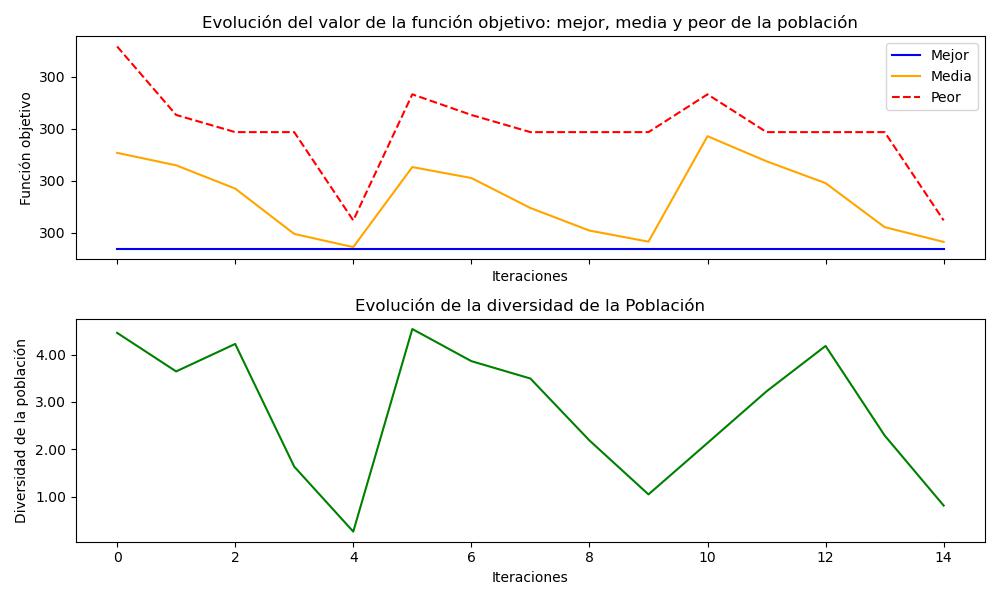 Evolución del valor de la función objetivo: mejor, media y peor de la población
Función objetivo
300
300
300
300
Mejor
Media
Peor
Iteraciones
Evolución de la diversidad de la Población
Diversidad de la población
4.00
3.00
2.00
1.00
0 2 4 6 8 10 12 14
Iteraciones